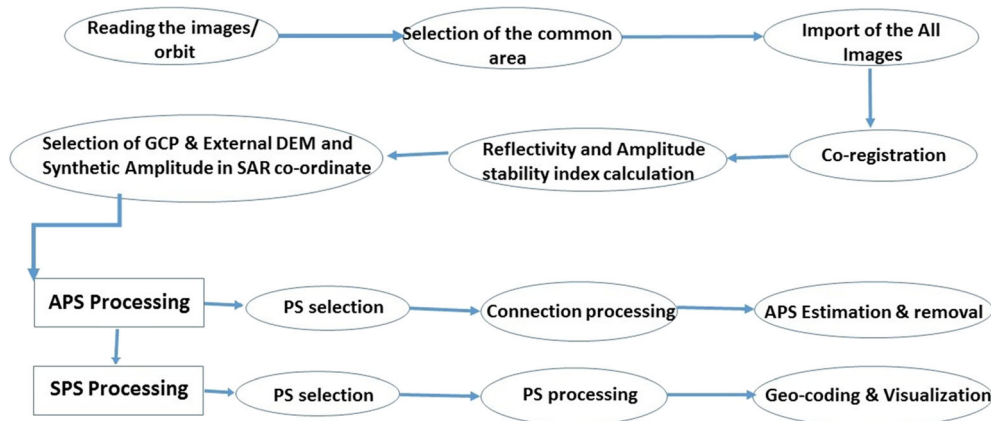 Reading the images/
orbit
Selection of the common
area
Import of the All
Images
Selection of GCP & External DEM and
Synthetic Amplitude in SAR co-ordinate
Reflectivity and Amplitude
stability index calculation
Co-registration
APS Processing
PS selection
Connection processing
APS Estimation & removal
SPS Processing
PS selection
PS processing
Geo-coding & Visualization